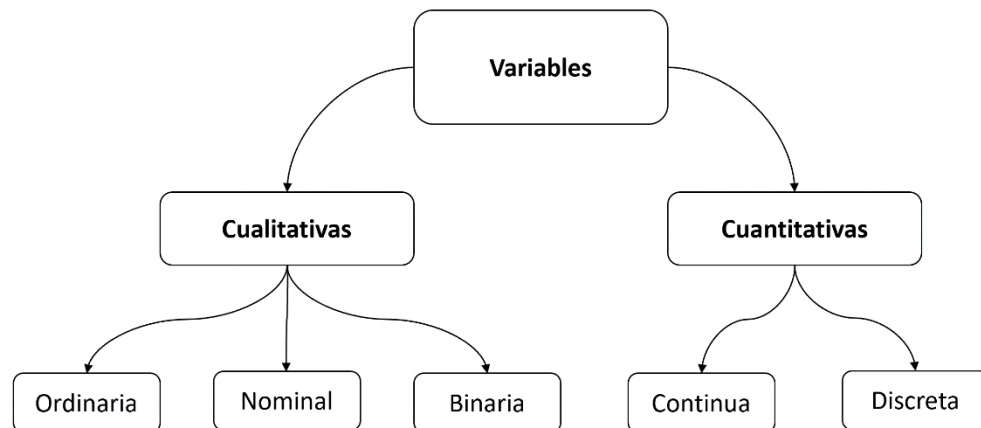 Variables
Cualitativas
Cuantitativas
Ordinaria
Nominal
Binaria
Continua
Discreta